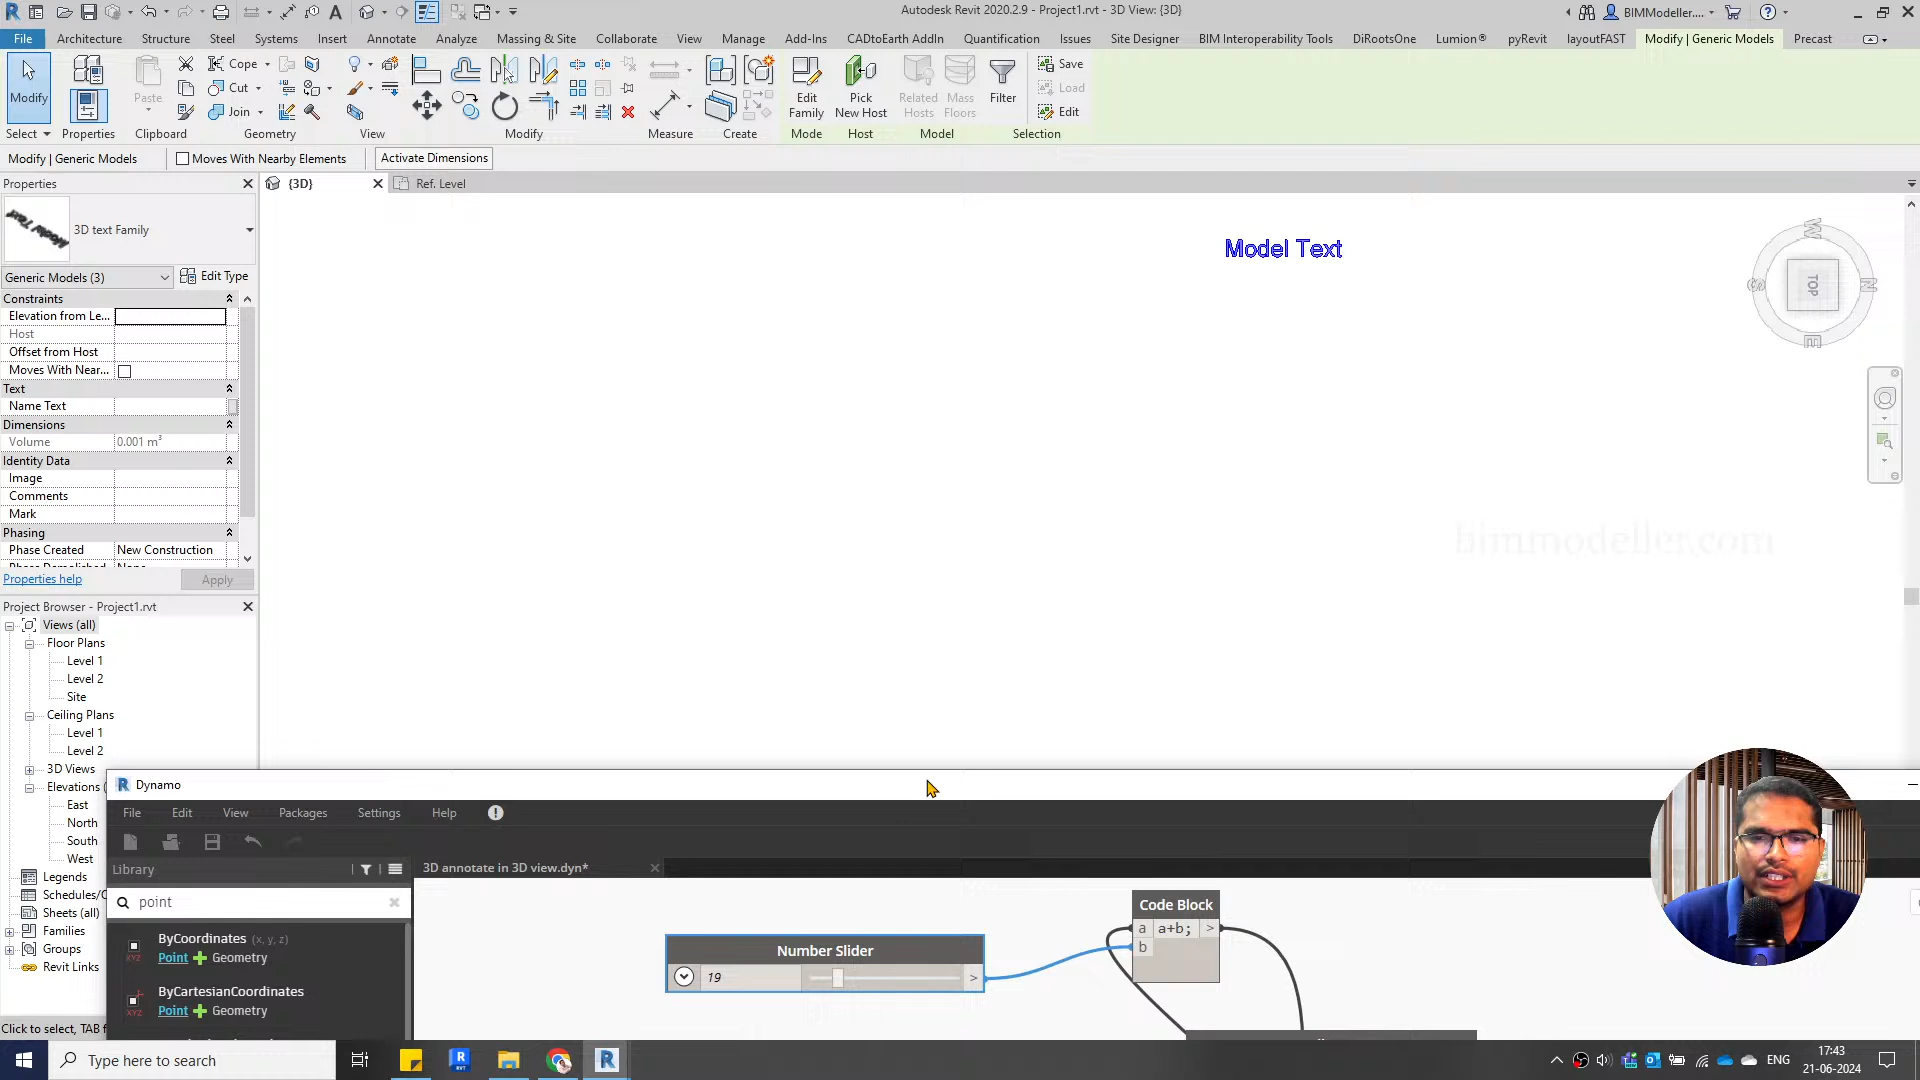 Autodesk Revit 2020.2.9 - Project1.rvt - 3D View: {3D}
BIMModeller....
File Architecture Structure Steel Systems Insert Annotate Analyze Massing & Site Collaborate View Manage Add-Ins CADtoEarth AddIn Quantification Issues Site Designer BIM Interoperability Tools DiRootsOne Lumion® pyRevit layoutFAST Modify | Generic Models Precast
Cope
Cut
Join
Modify
Paste
Edit Family
Pick New Host
Related Hosts
Mass Floors
Filter
Save
Load
Edit
Select Properties Clipboard Geometry View Modify Measure Create Mode Host Model Selection
Modify | Generic Models Moves With Nearby Elements Activate Dimensions
Properties
{3D}
Ref. Level
3D text Family
Generic Models (3) Edit Type
Constraints
Elevation from Le...
Host
Offset from Host
Moves With Near...
Text
Name Text
Dimensions
Volume 0.001 m³
Identity Data
Image
Comments
Mark
Phasing
Phase Created New Construction
Properties help Apply
Model Text
W
S
N
E
TOP
bimmodeller.com
Project Browser - Project1.rvt
Views (all)
Floor Plans
Level 1
Level 2
Site
Ceiling Plans
Level 1
Level 2
3D Views
Elevations (
East
North
South
West
Legends
Schedules/
Sheets (all)
Families
Groups
Revit Links
Click to select, TAB f
Dynamo
File Edit View Packages Settings Help
Library
3D annotate in 3D view.dyn*
point
ByCoordinates (x, y, z)
Point Geometry
ByCartesianCoordinates
Point Geometry
XYZ
XYZ
Number Slider
19 >
Code Block
a a+b; >
b
Type here to search
ENG
17:43
21-06-2024